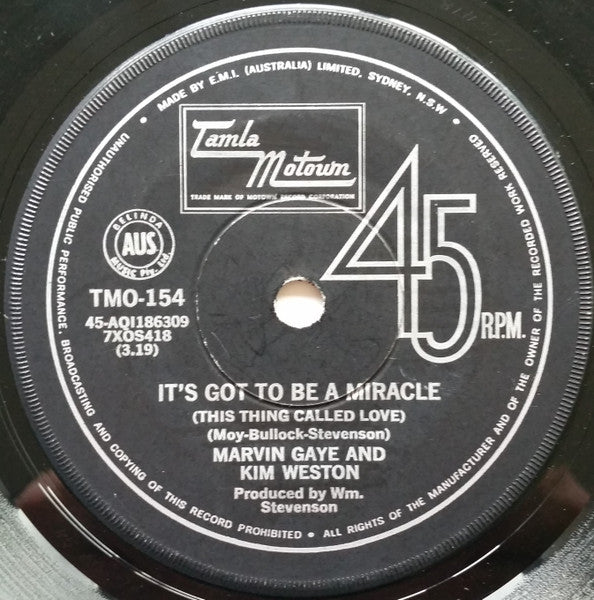 • MADE BY E.M.I. (AUSTRALIA) LIMITED, SYDNEY, N.S.W •
UNAUTHORISED PUBLIC PERFORMANCE, BROADCASTING AND COPYING OF THIS RECORD PROHIBITED • ALL RIGHTS OF THE MANUFACTURER AND OF THE OWNER OF THE RECORDED WORK RESERVED
Tamla
Motown
TRADE MARK OF MOTOWN RECORD CORPORATION
45
R.P.M.
BELINDA
AUS
MUSIC Pty. Ltd.
TMO-154
45-AQI186309
7XOS418
(3.19)
IT'S GOT TO BE A MIRACLE
(THIS THING CALLED LOVE)
(Moy-Bullock-Stevenson)
MARVIN GAYE AND
KIM WESTON
Produced by Wm.
Stevenson